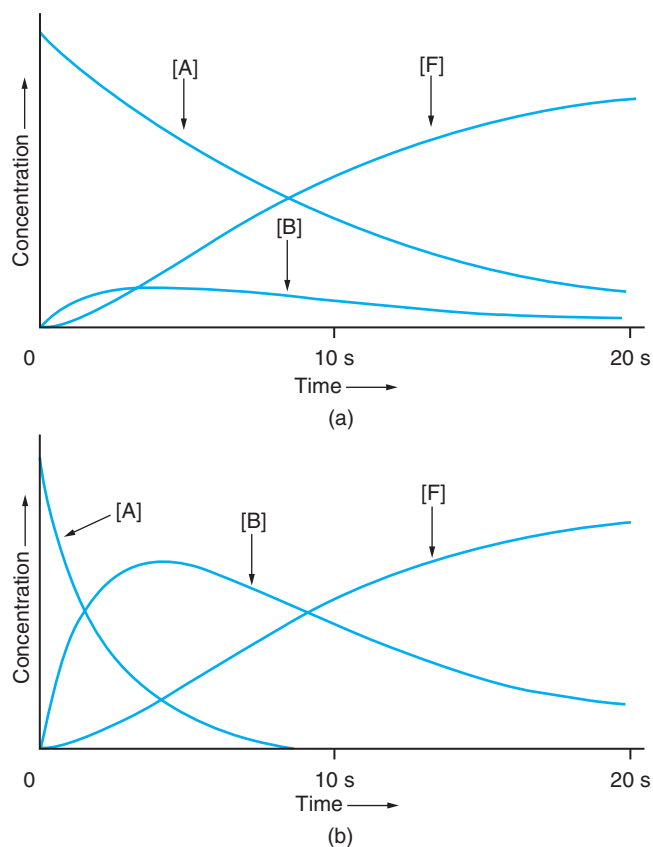 [A]
[F]
[B]
Concentration
0
10 s
20 s
Time
(a)
[A]
[B]
[F]
Concentration
0
10 s
20 s
Time
(b)